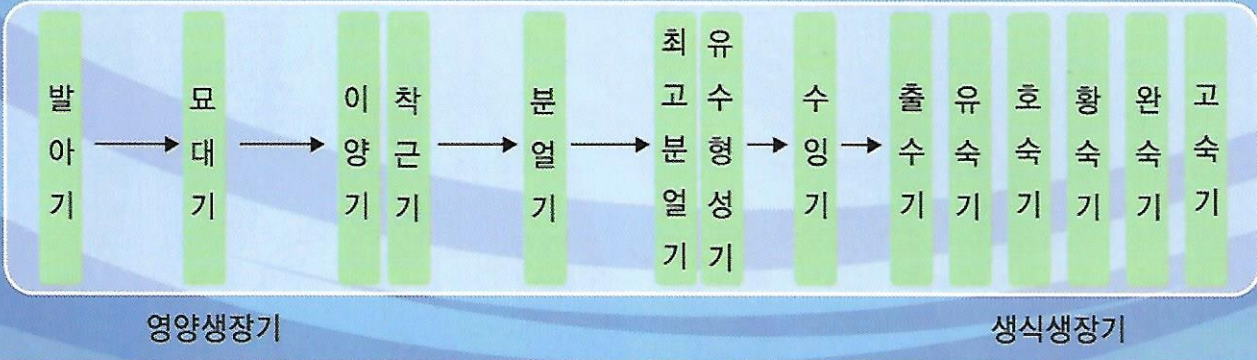 발아기
묘대기
이양기
착근기
분얼기
최고분얼기
유수형성기
수잉기
출수기
유숙기
호숙기
황숙기
완숙기
고숙기
영양생장기
생식생장기